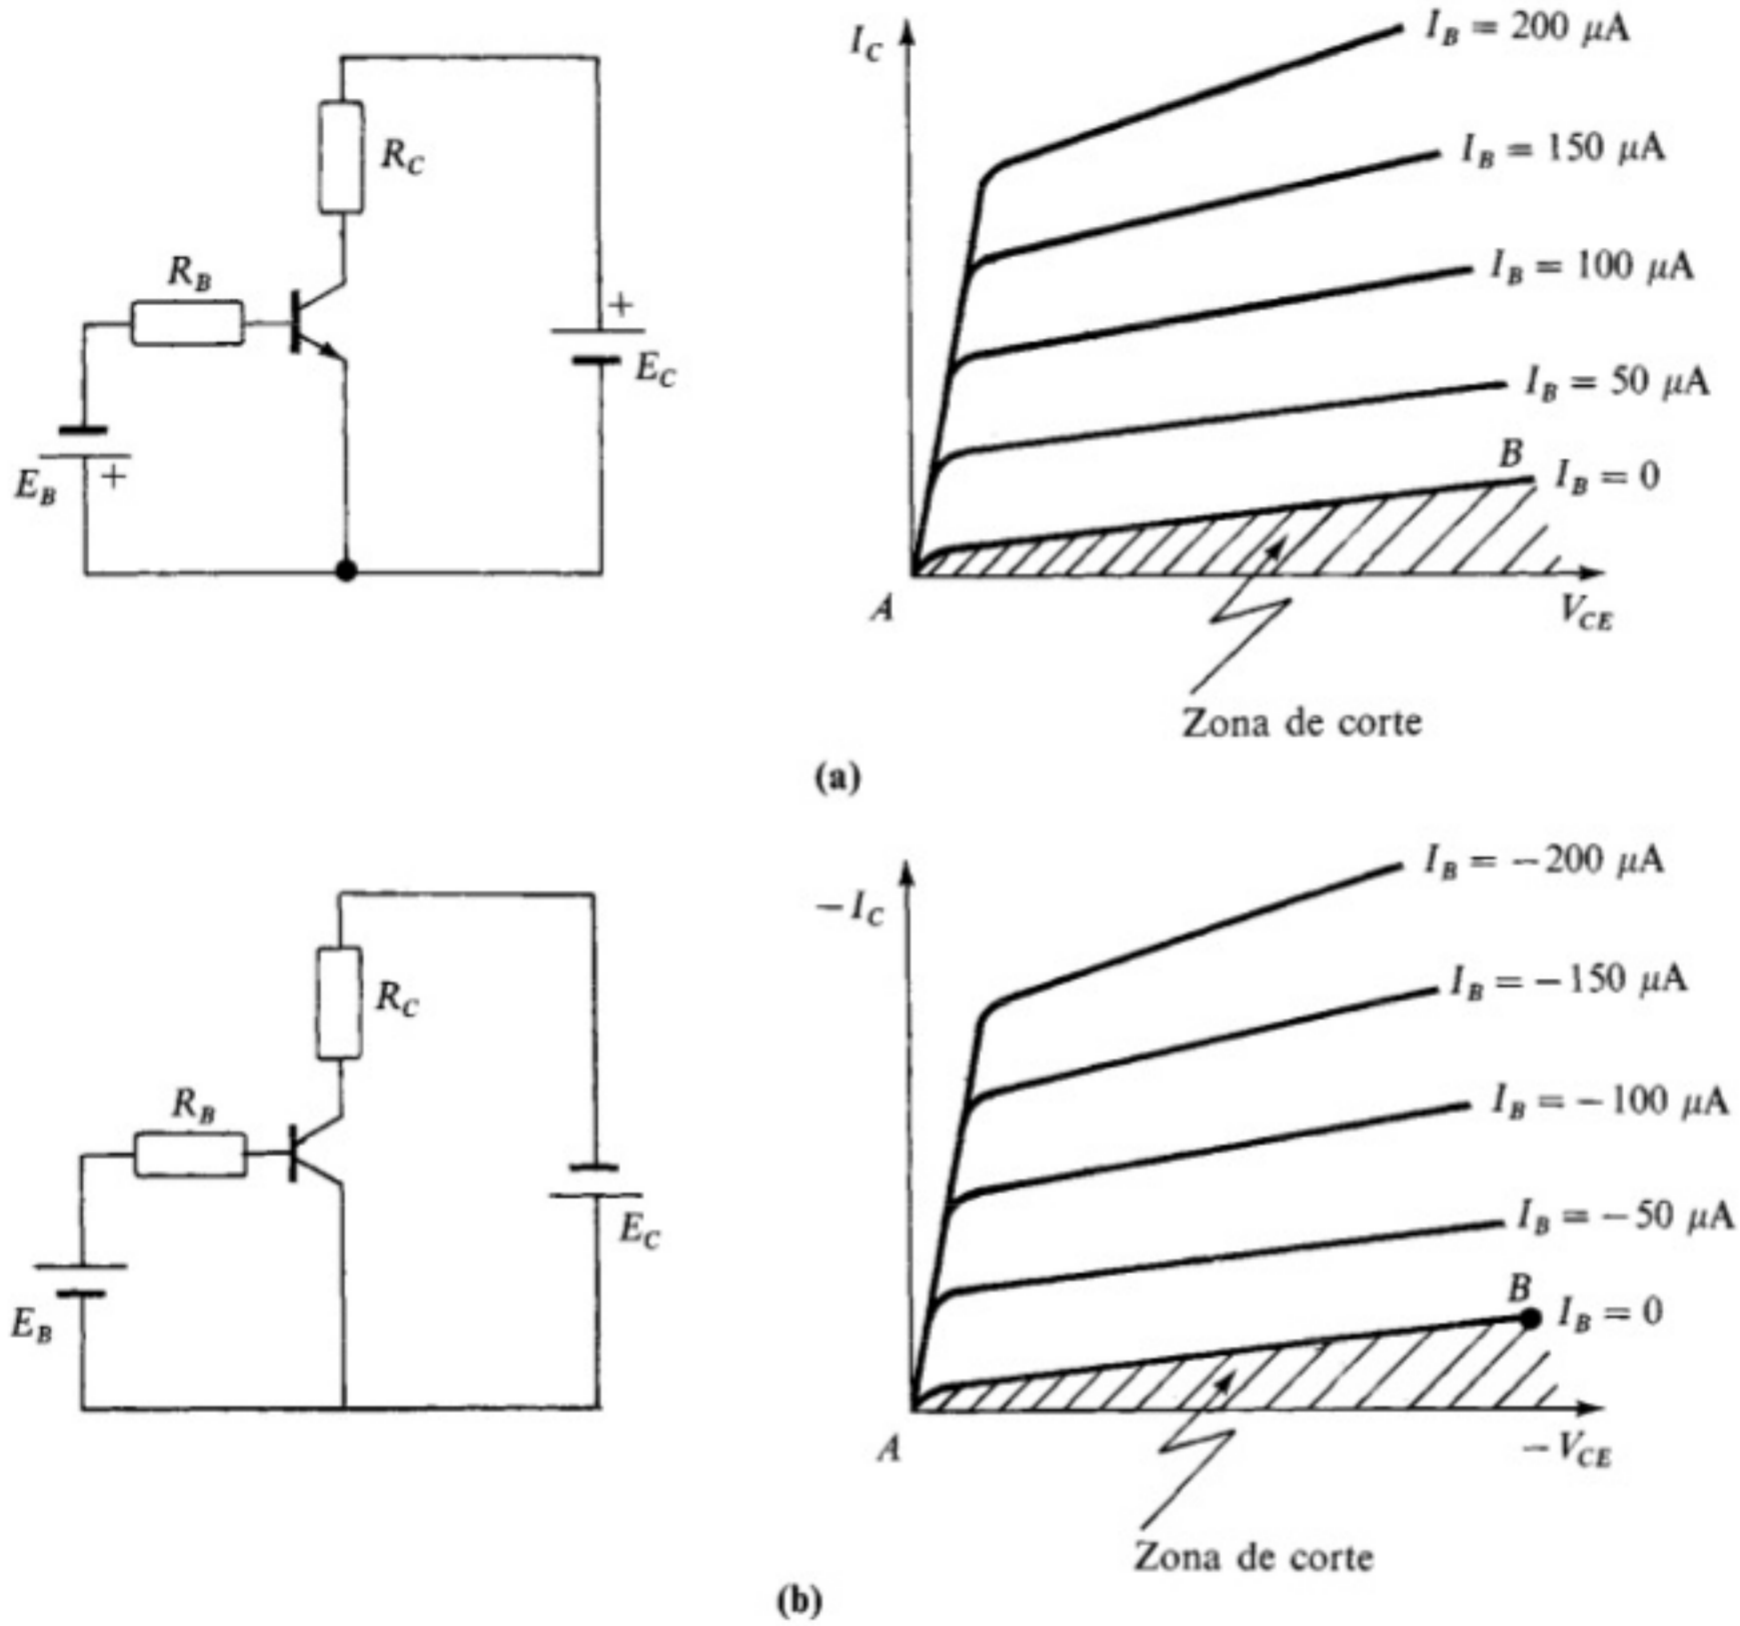 R_C
R_B
E_B
+
+
E_C
I_C
I_B = 200 μA
I_B = 150 μA
I_B = 100 μA
I_B = 50 μA
B
I_B = 0
A
V_CE
Zona de corte
(a)
R_C
R_B
E_B
E_C
−I_C
I_B = −200 μA
I_B = −150 μA
I_B = −100 μA
I_B = −50 μA
B
I_B = 0
A
−V_CE
Zona de corte
(b)